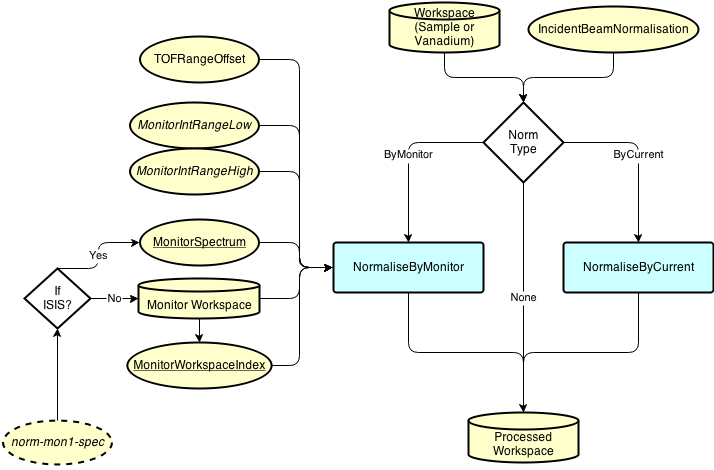 Workspace
(Sample or
Vanadium)
IncidentBeamNormalisation
TOFRangeOffset
MonitorIntRangeLow
Norm
Type
ByMonitor
ByCurrent
MonitorIntRangeHigh
MonitorSpectrum
Yes
NormaliseByMonitor
NormaliseByCurrent
If
ISIS?
No
Monitor Workspace
None
MonitorWorkspaceIndex
norm-mon1-spec
Processed
Workspace